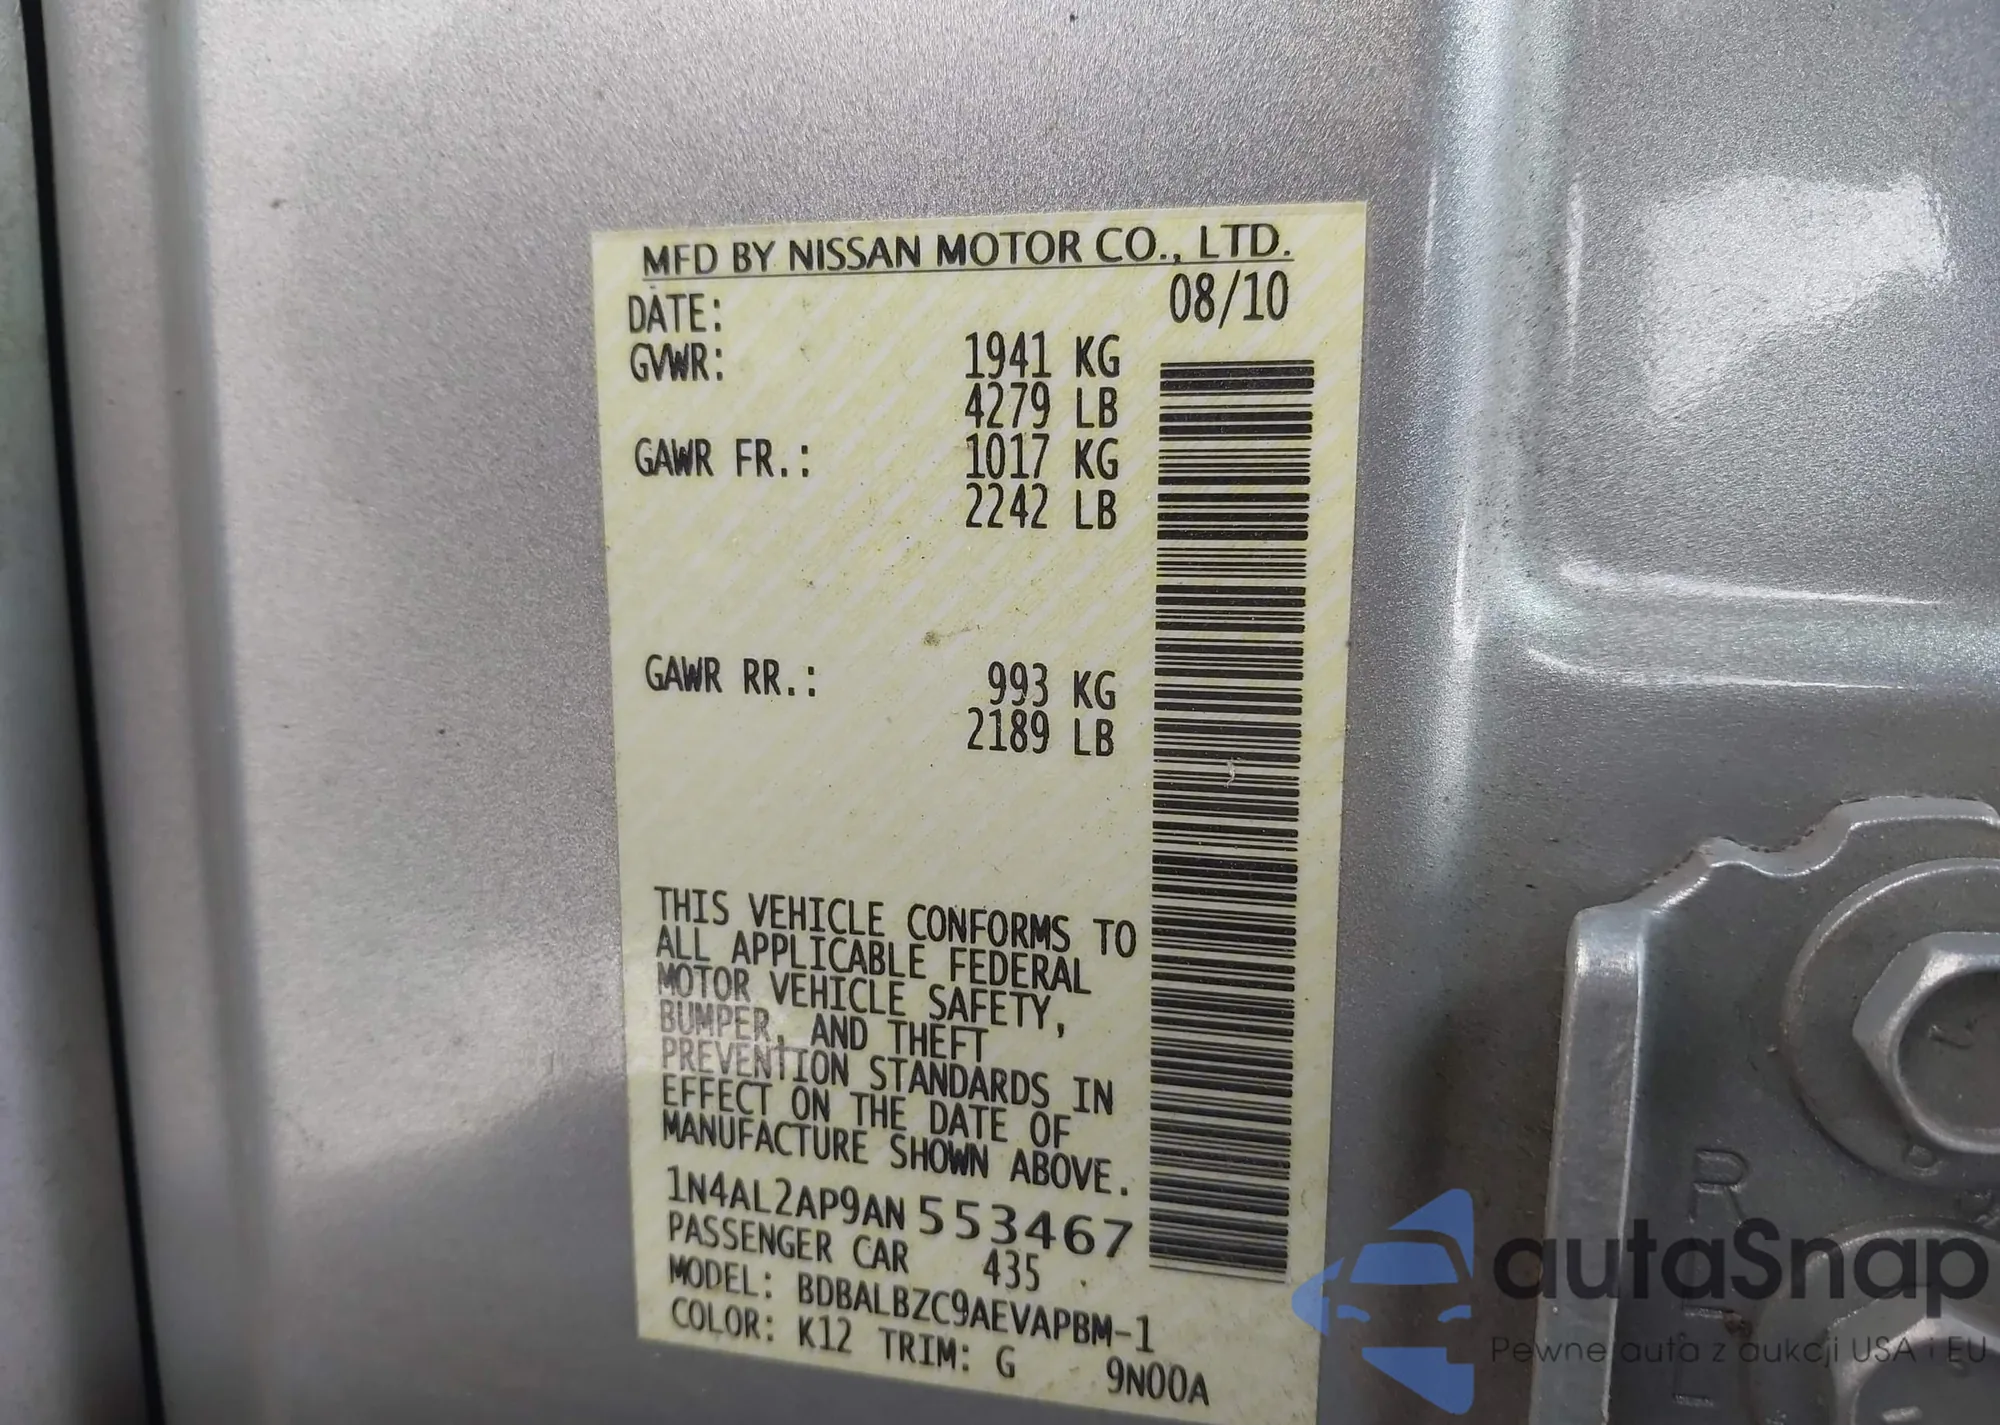 MFD BY NISSAN MOTOR CO., LTD.
DATE: 08/10
GVWR: 1941 KG
4279 LB
GAWR FR.: 1017 KG
2242 LB
GAWR RR.: 993 KG
2189 LB
THIS VEHICLE CONFORMS TO
ALL APPLICABLE FEDERAL
MOTOR VEHICLE SAFETY,
BUMPER, AND THEFT
PREVENTION STANDARDS IN
EFFECT ON THE DATE OF
MANUFACTURE SHOWN ABOVE.
1N4AL2AP9AN553467
PASSENGER CAR 435
MODEL: BDBALBZC9AEVAPBM-1
COLOR: K12 TRIM: G 9N00A
autaSnap
Pewne auta z aukcji USA i EU